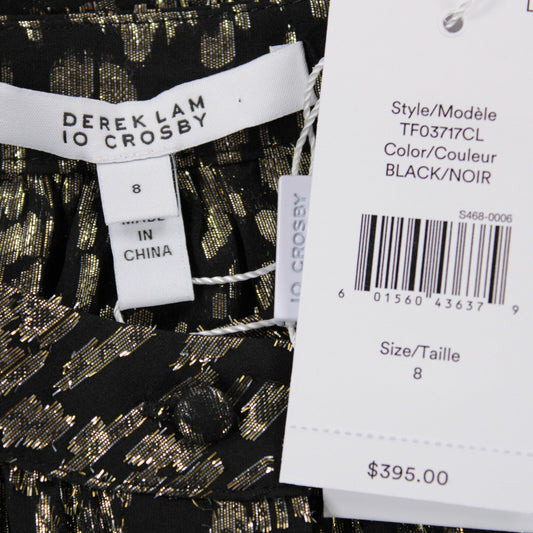 DEREK LAM
10 CROSBY
8
MADE
IN
CHINA
10 CROSBY
Style/Modèle
TF03717CL
Color/Couleur
BLACK/NOIR
S468-0006
6 01560 43637 9
Size/Taille
8
$395.00